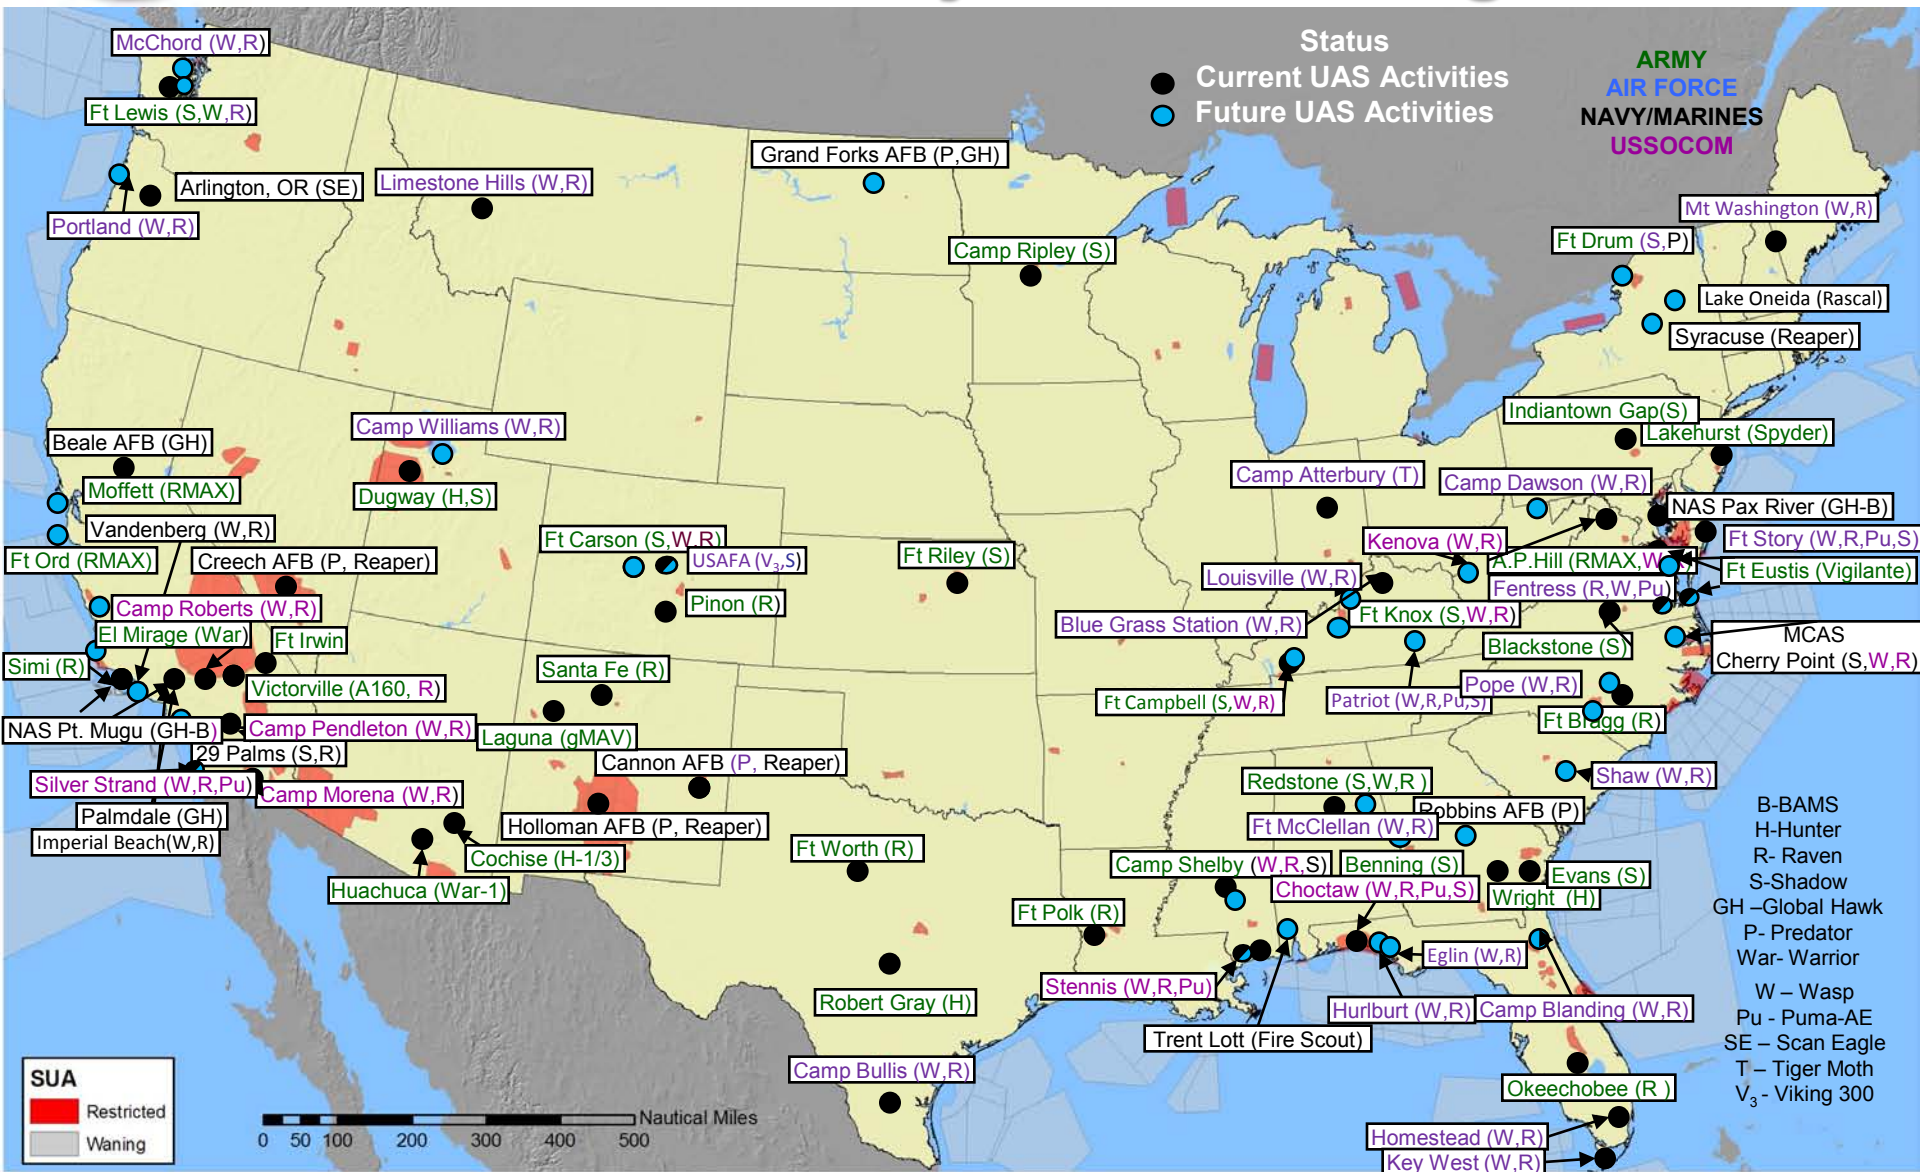 Status
Current UAS Activities
Future UAS Activities
ARMY
AIR FORCE
NAVY/MARINES
USSOCOM
McChord (W,R)
Ft Lewis (S,W,R)
Arlington, OR (SE)
Portland (W,R)
Limestone Hills (W,R)
Grand Forks AFB (P,GH)
Camp Ripley (S)
Mt Washington (W,R)
Ft Drum (S,P)
Lake Oneida (Rascal)
Syracuse (Reaper)
Indiantown Gap(S)
Lakehurst (Spyder)
Beale AFB (GH)
Moffett (RMAX)
Vandenberg (W,R)
Ft Ord (RMAX)
Creech AFB (P, Reaper)
Camp Williams (W,R)
Dugway (H,S)
Ft Carson (S,W,R)
USAFA (V3,S)
Pinon (R)
Ft Riley (S)
Camp Atterbury (T)
Camp Dawson (W,R)
NAS Pax River (GH-B)
Kenova (W,R)
Ft Story (W,R,Pu,S)
A.P.Hill (RMAX,W
Ft Eustis (Vigilante)
Louisville (W,R)
Fentress (R,W,Pu)
Blue Grass Station (W,R)
Ft Knox (S,W,R)
Blackstone (S)
MCAS
Cherry Point (S,W,R)
Camp Roberts (W,R)
El Mirage (War)
Ft Irwin
Simi (R)
Victorville (A160, R)
Santa Fe (R)
Ft Campbell (S,W,R)
Patriot (W,R,Pu,S)
Pope (W,R)
Ft Bragg (R)
NAS Pt. Mugu (GH-B)
Camp Pendleton (W,R)
Laguna (gMAV)
29 Palms (S,R)
Cannon AFB (P, Reaper)
Silver Strand (W,R,Pu)
Camp Morena (W,R)
Redstone (S,W,R )
Shaw (W,R)
Palmdale (GH)
Imperial Beach(W,R)
Holloman AFB (P, Reaper)
Robbins AFB (P)
Ft McClellan (W,R)
Cochise (H-1/3)
Huachuca (War-1)
Ft Worth (R)
Camp Shelby (W,R,S)
Benning (S)
Evans (S)
Choctaw (W,R,Pu,S)
Wright (H)
Ft Polk (R)
Eglin (W,R)
Stennis (W,R,Pu)
Robert Gray (H)
Hurlburt (W,R)
Camp Blanding (W,R)
Trent Lott (Fire Scout)
Camp Bullis (W,R)
Okeechobee (R )
Homestead (W,R)
Key West (W,R)
B-BAMS
H-Hunter
R- Raven
S-Shadow
GH –Global Hawk
P- Predator
War- Warrior
W – Wasp
Pu - Puma-AE
SE – Scan Eagle
T – Tiger Moth
V3 - Viking 300
SUA
Restricted
Waning
Nautical Miles
0 50 100 200 300 400 500